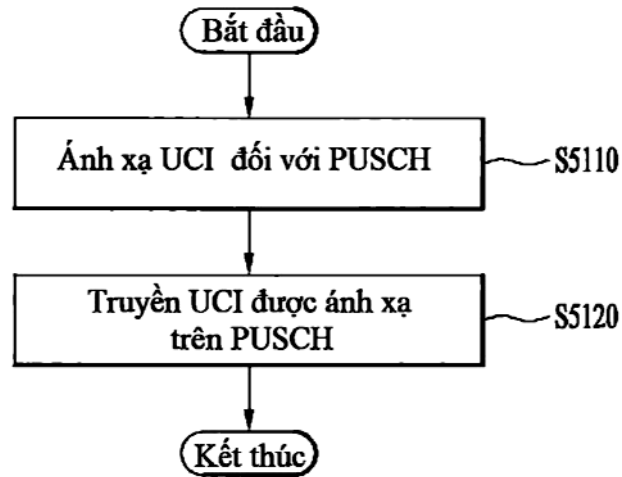 Bắt đầu
Ánh xạ UCI đối với PUSCH
S5110
Truyền UCI được ánh xạ
trên PUSCH
S5120
Kết thúc